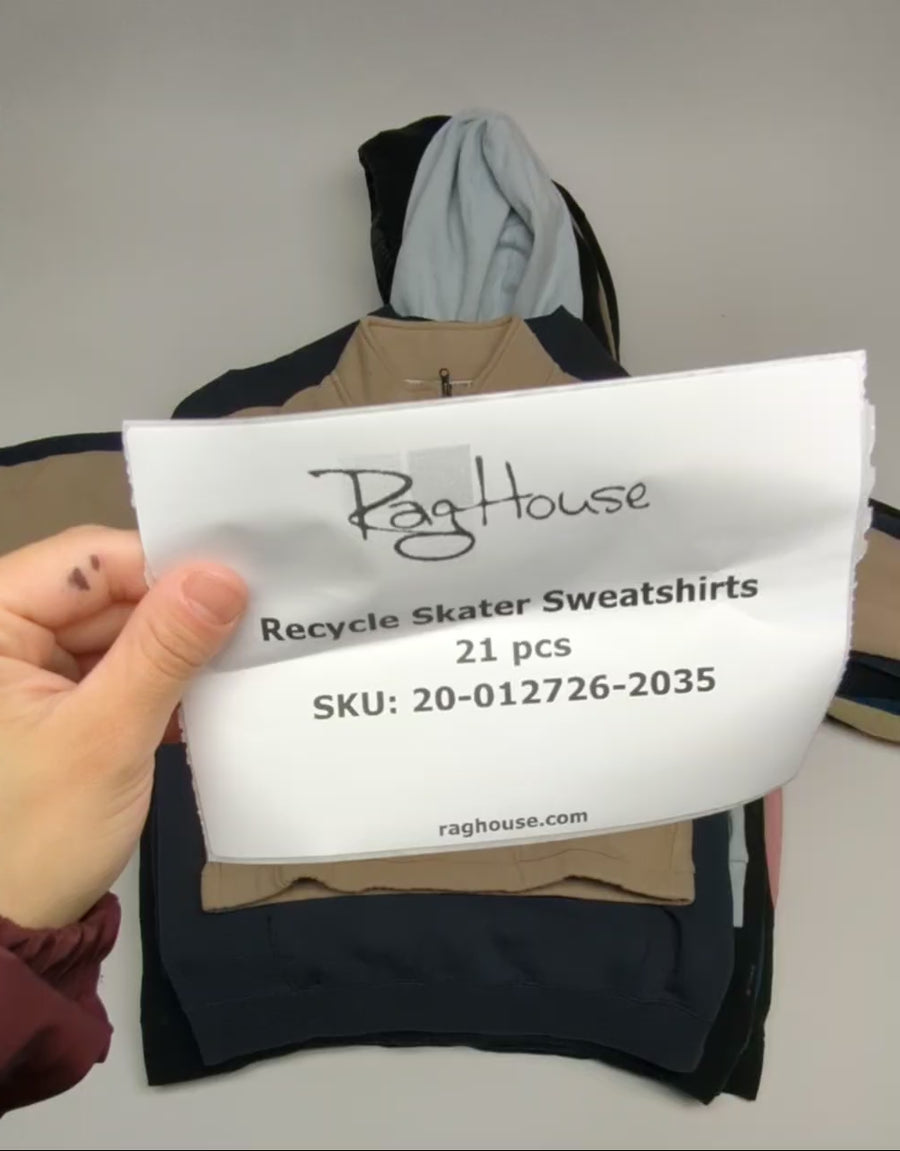 RagHouse
Recycle Skater Sweatshirts
21 pcs
SKU: 20-012726-2035
raghouse.com